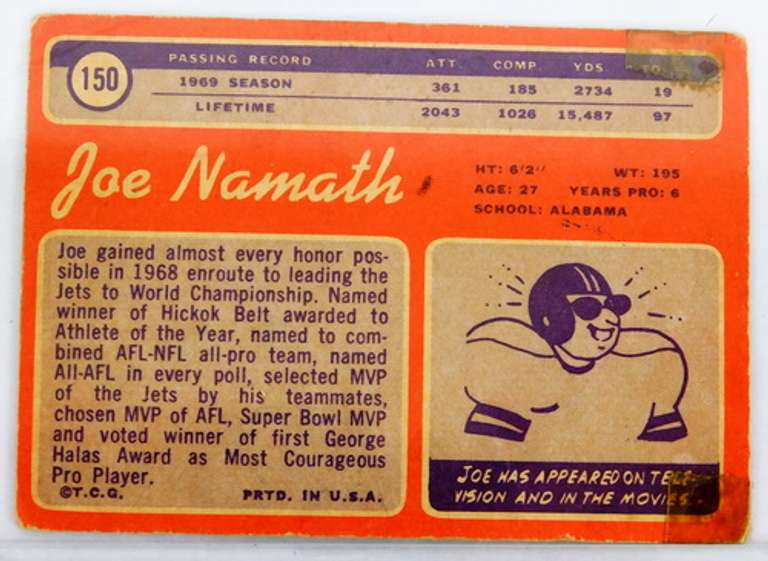 150
PASSING RECORD ATT. COMP. YDS. TD.
1969 SEASON 361 185 2734 19
LIFETIME 2043 1026 15,487 97
Joe Namath
HT: 6'2" WT: 195
AGE: 27 YEARS PRO: 6
SCHOOL: ALABAMA
Joe gained almost every honor pos-
sible in 1968 enroute to leading the
Jets to World Championship. Named
winner of Hickok Belt awarded to
Athlete of the Year, named to com-
bined AFL-NFL all-pro team, named
All-AFL in every poll, selected MVP
of the Jets by his teammates,
chosen MVP of AFL, Super Bowl MVP
and voted winner of first George
Halas Award as Most Courageous
Pro Player.
©T.C.G. PRTD. IN U.S.A.
JOE HAS APPEARED ON TELE-
VISION AND IN THE MOVIES.